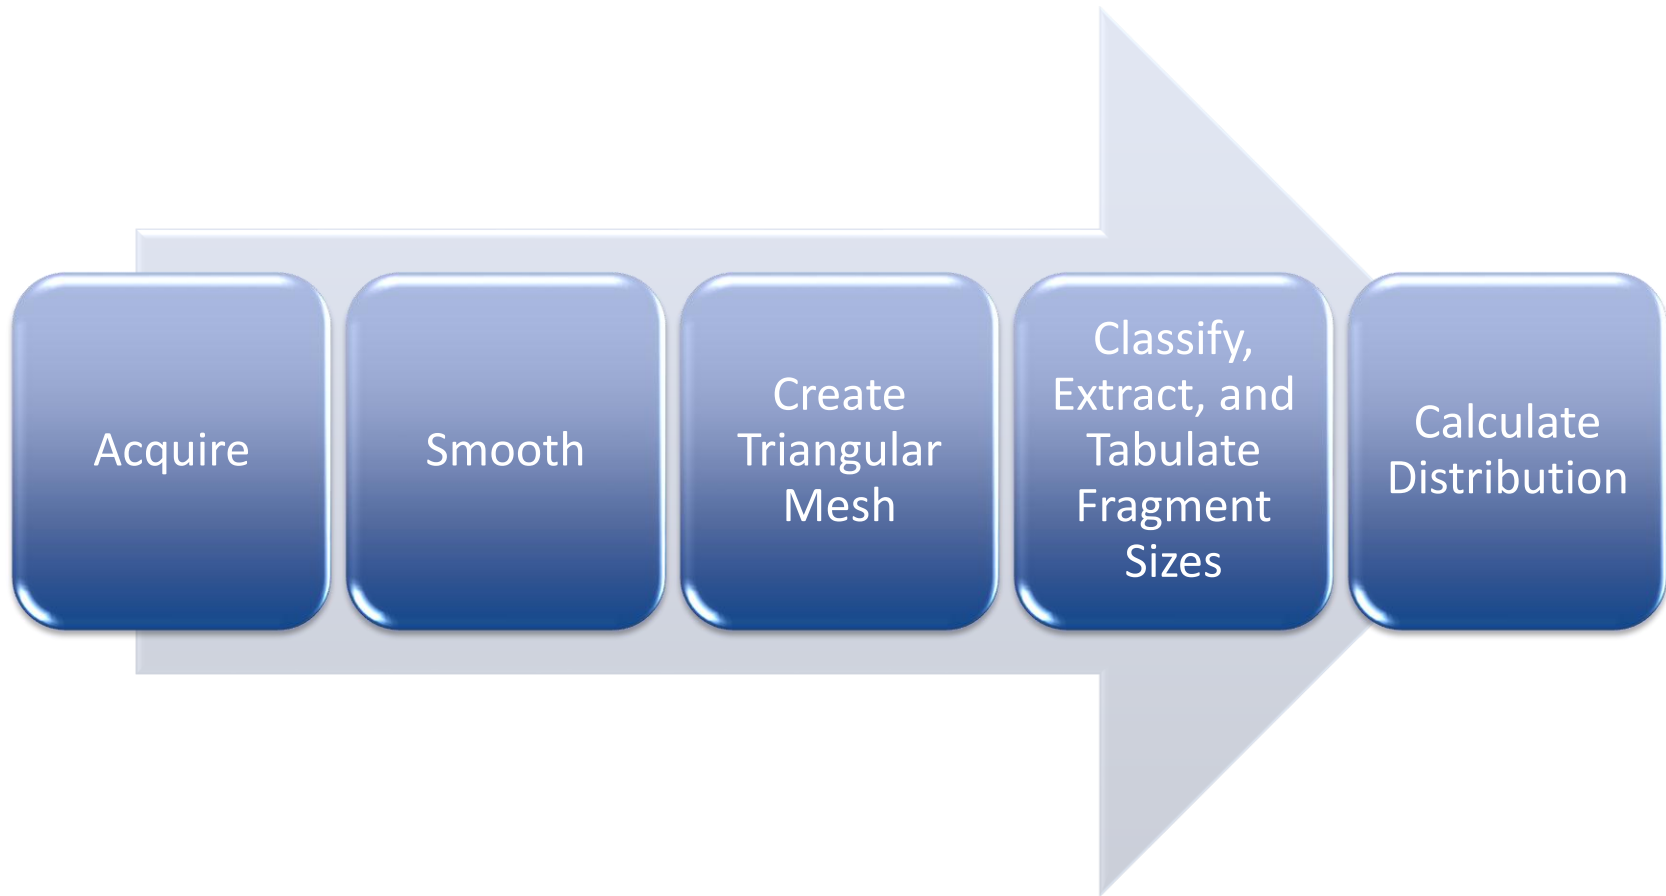 Acquire
Smooth
Create
Triangular
Mesh
Classify,
Extract, and
Tabulate
Fragment
Sizes
Calculate
Distribution